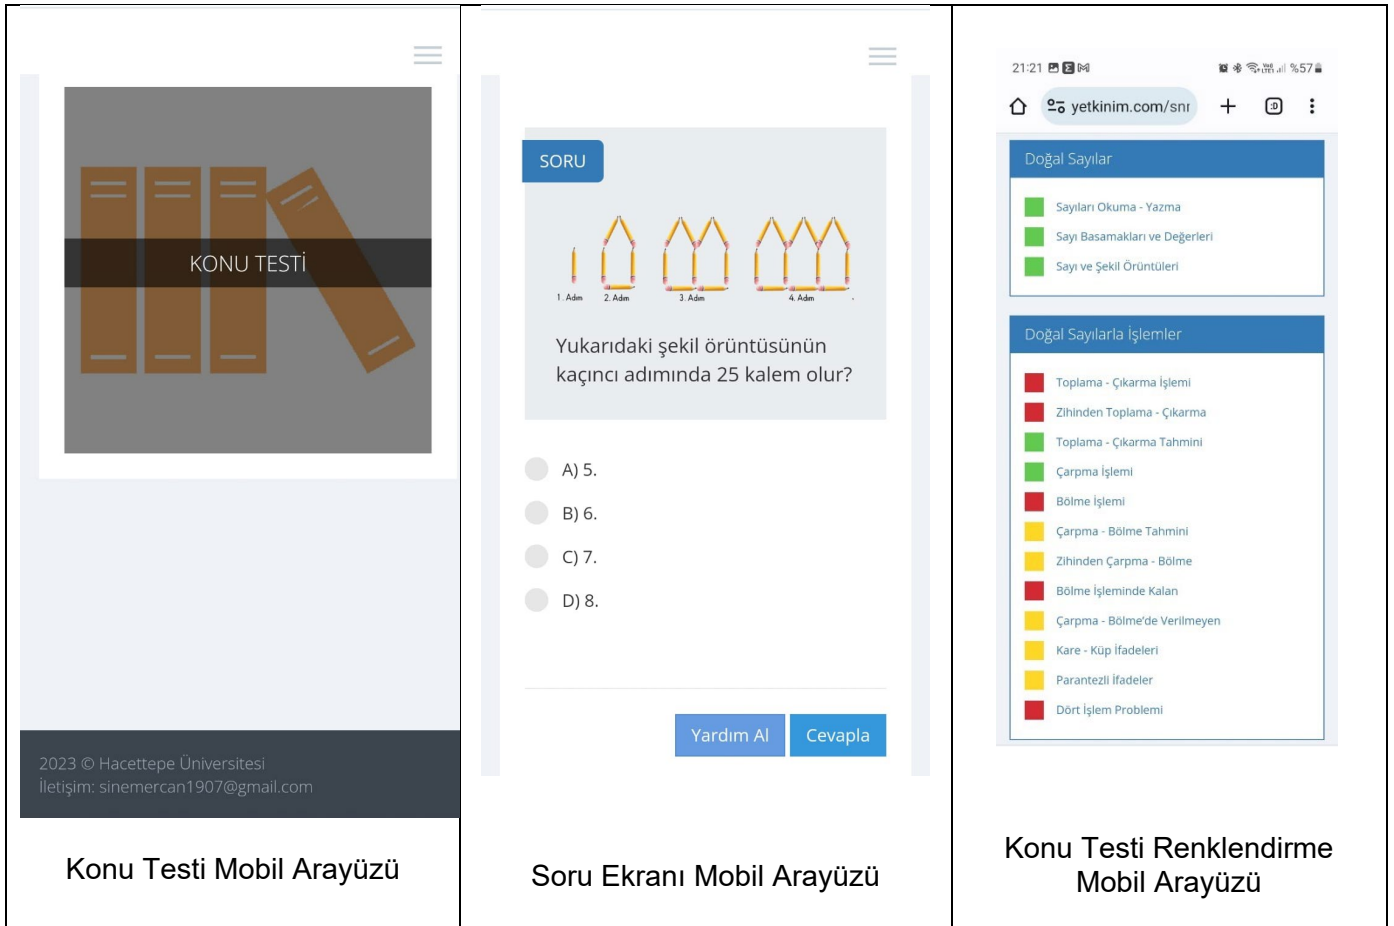 KONU TESTİ
2023 © Hacettepe Üniversitesi
İletişim: sinemercan1907@gmail.com
Konu Testi Mobil Arayüzü
SORU
1. Adım 2. Adım 3. Adım 4. Adım
Yukarıdaki şekil örüntüsünün
kaçıncı adımında 25 kalem olur?
A) 5.
B) 6.
C) 7.
D) 8.
Yardım Al Cevapla
Soru Ekranı Mobil Arayüzü
21:21 %57
yetkinim.com/snr
Doğal Sayılar
Sayıları Okuma - Yazma
Sayı Basamakları ve Değerleri
Sayı ve Şekil Örüntüleri
Doğal Sayılarla İşlemler
Toplama - Çıkarma İşlemi
Zihinden Toplama - Çıkarma
Toplama - Çıkarma Tahmini
Çarpma İşlemi
Bölme İşlemi
Çarpma - Bölme Tahmini
Zihinden Çarpma - Bölme
Bölme İşleminde Kalan
Çarpma - Bölme'de Verilmeyen
Kare - Küp İfadeleri
Parantezli İfadeler
Dört İşlem Problemi
Konu Testi Renklendirme
Mobil Arayüzü